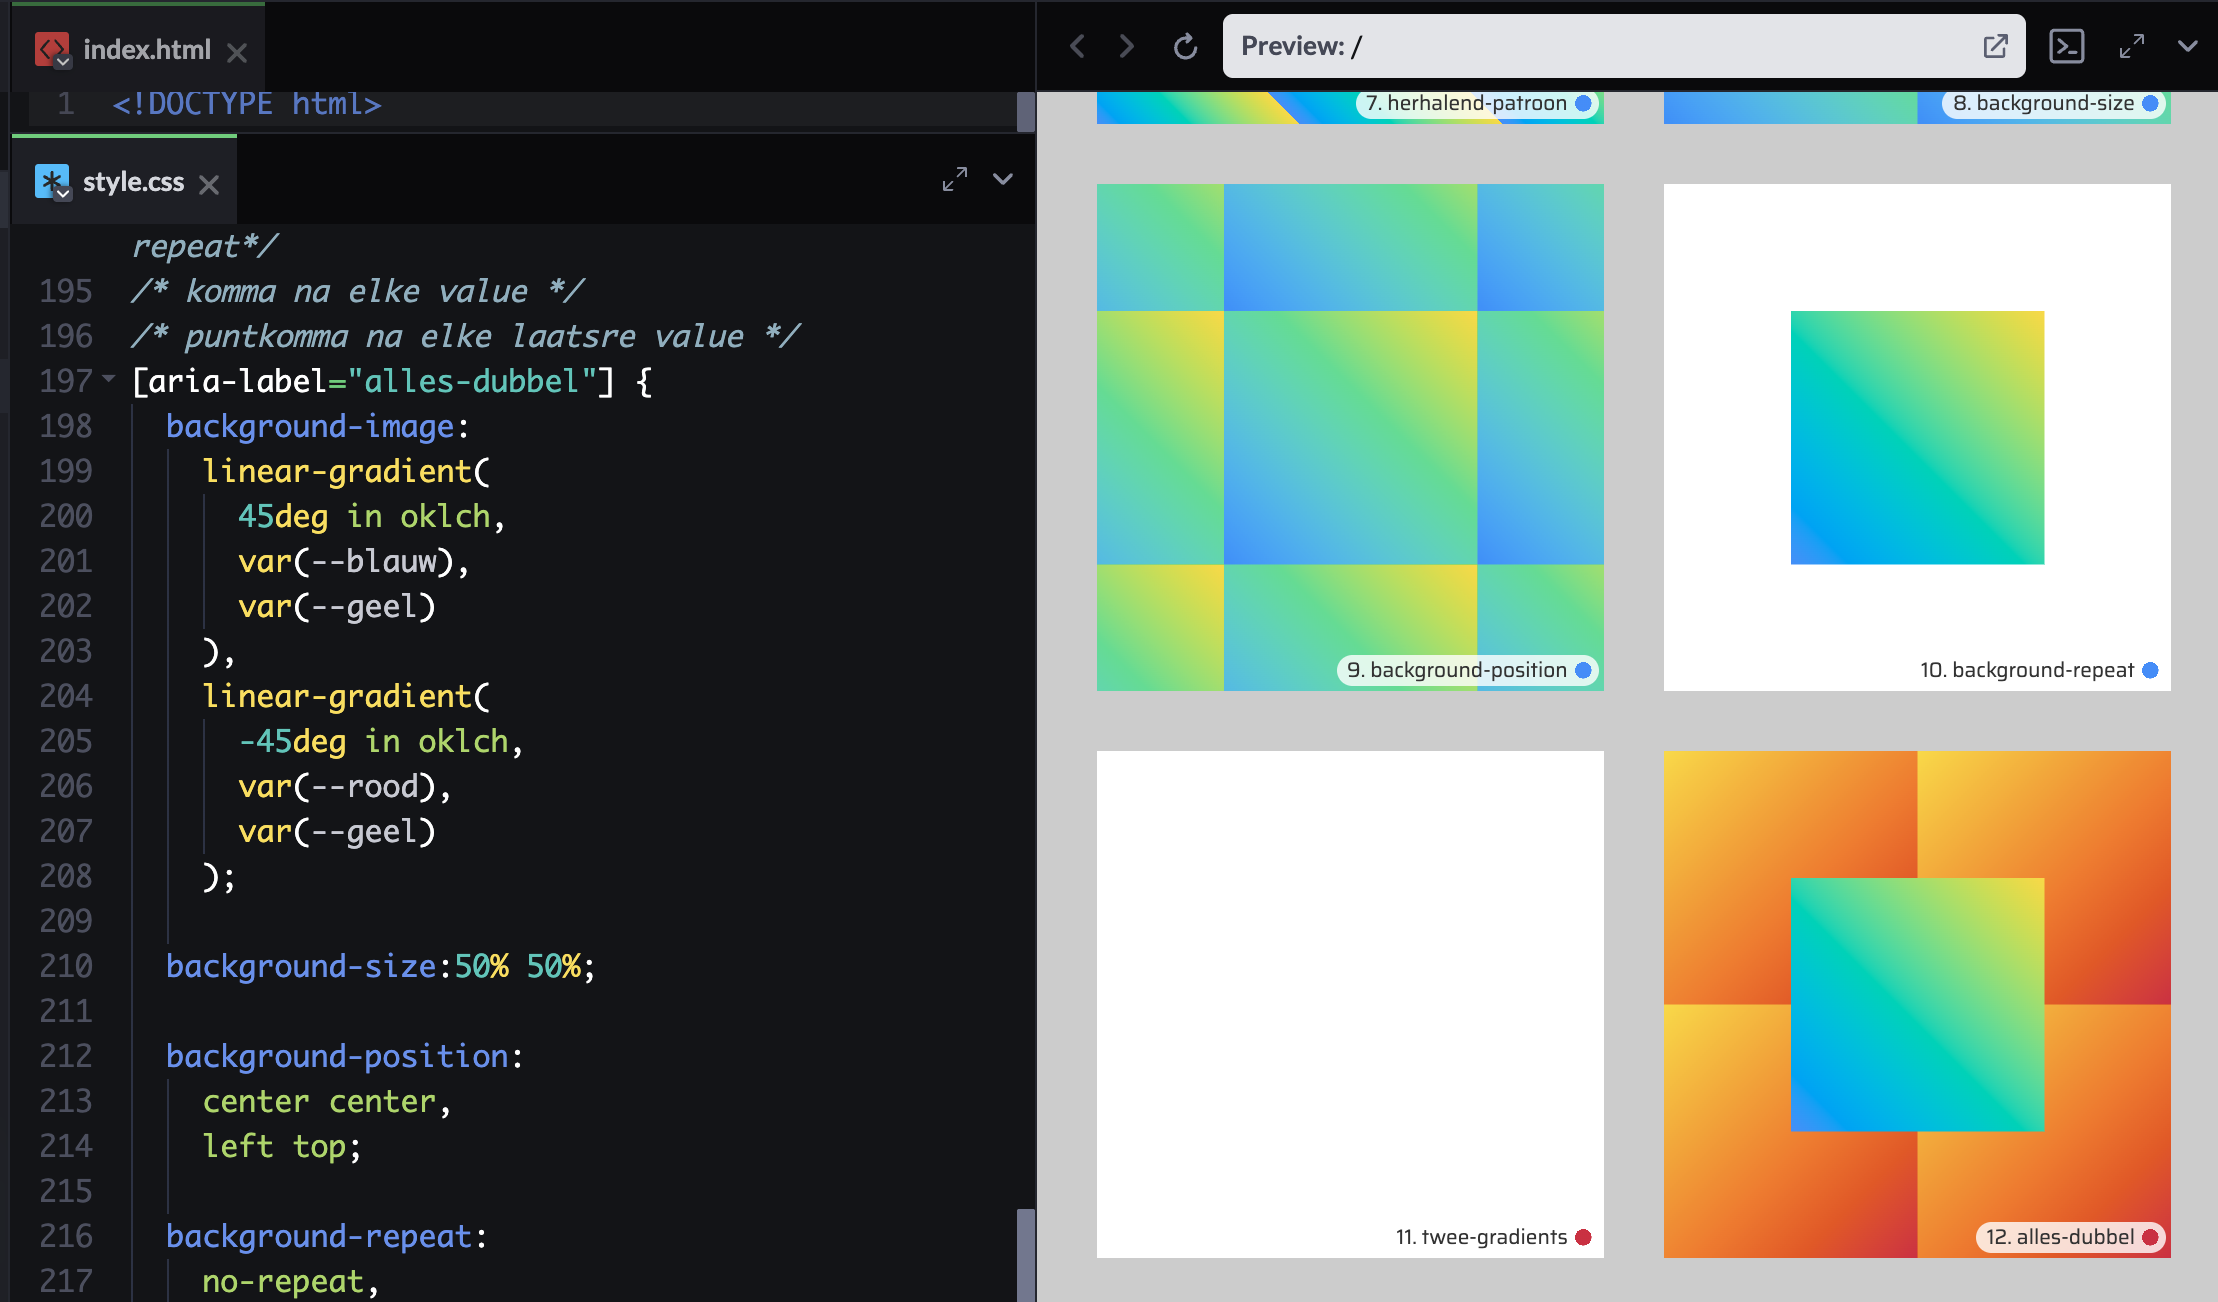 index.html
1 <!DOCTYPE html>
style.css
repeat*/
195 /* komma na elke value */
196 /* puntkomma na elke laatsre value */
197 [aria-label="alles-dubbel"] {
198 background-image:
199 linear-gradient(
200 45deg in oklch,
201 var(--blauw),
202 var(--geel)
203 ),
204 linear-gradient(
205 -45deg in oklch,
206 var(--rood),
207 var(--geel)
208 );
209
210 background-size:50% 50%;
211
212 background-position:
213 center center,
214 left top;
215
216 background-repeat:
217 no-repeat,
Preview: /
7. herhalend-patroon
8. background-size
9. background-position
10. background-repeat
11. twee-gradients
12. alles-dubbel